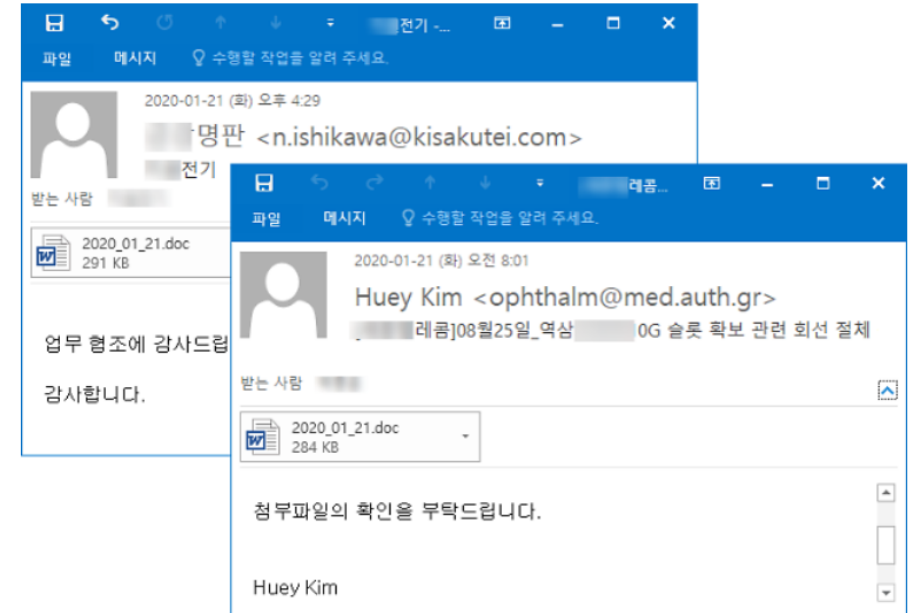 전기 -...
파일 메시지 수행할 작업을 알려 주세요.
2020-01-21 (화) 오후 4:29
명판 <n.ishikawa@kisakutei.com>
전기
받는 사람
2020_01_21.doc
291 KB
업무 협조에 감사드립
감사합니다.
레콤...
파일 메시지 수행할 작업을 알려 주세요.
2020-01-21 (화) 오전 8:01
Huey Kim <ophthalm@med.auth.gr>
레콤]08월25일_역삼 0G 슬롯 확보 관련 회선 절체
받는 사람
2020_01_21.doc
284 KB
첨부파일의 확인을 부탁드립니다.
Huey Kim